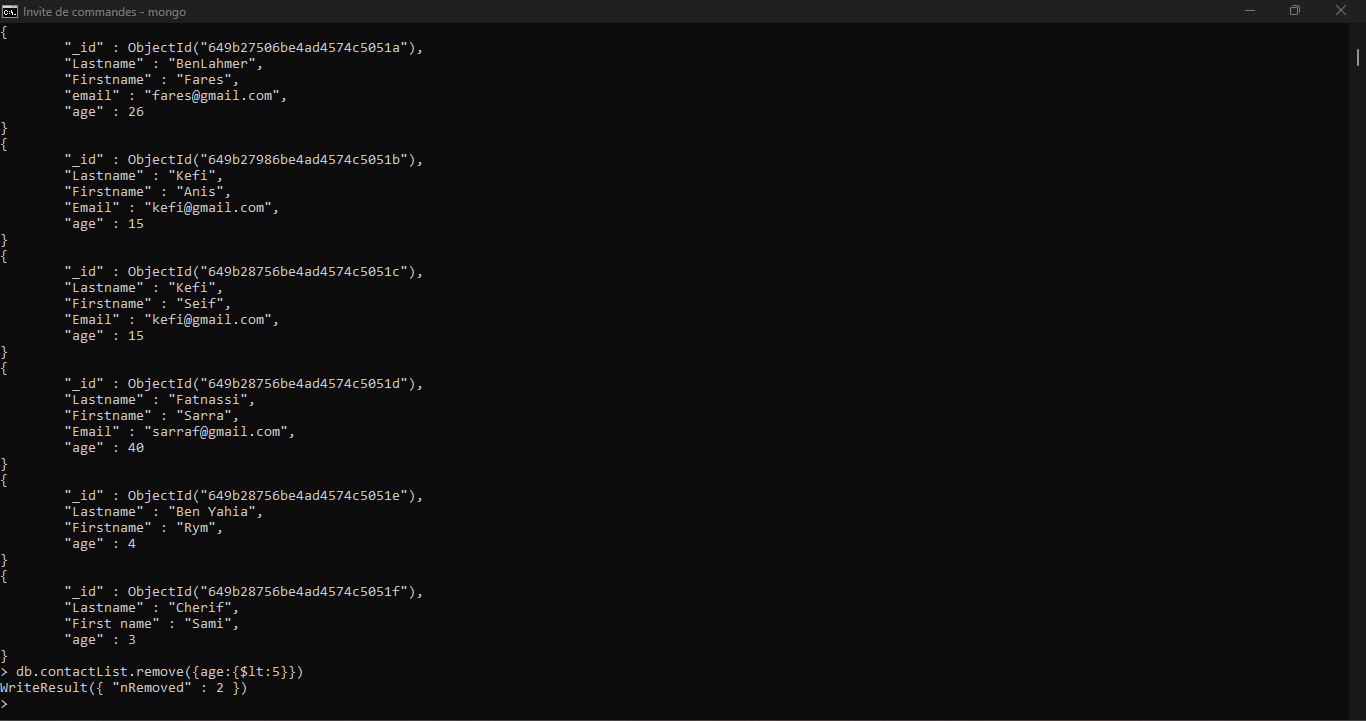 Invite de commandes - mongo
{
"_id" : ObjectId("649b27506be4ad4574c5051a"),
"Lastname" : "BenLahmer",
"Firstname" : "Fares",
"email" : "fares@gmail.com",
"age" : 26
}
{
"_id" : ObjectId("649b27986be4ad4574c5051b"),
"Lastname" : "Kefi",
"Firstname" : "Anis",
"Email" : "kefi@gmail.com",
"age" : 15
}
{
"_id" : ObjectId("649b28756be4ad4574c5051c"),
"Lastname" : "Kefi",
"Firstname" : "Seif",
"Email" : "kefi@gmail.com",
"age" : 15
}
{
"_id" : ObjectId("649b28756be4ad4574c5051d"),
"Lastname" : "Fatnassi",
"Firstname" : "Sarra",
"Email" : "sarraf@gmail.com",
"age" : 40
}
{
"_id" : ObjectId("649b28756be4ad4574c5051e"),
"Lastname" : "Ben Yahia",
"Firstname" : "Rym",
"age" : 4
}
{
"_id" : ObjectId("649b28756be4ad4574c5051f"),
"Lastname" : "Cherif",
"First name" : "Sami",
"age" : 3
}
> db.contactList.remove({age:{$lt:5}})
WriteResult({ "nRemoved" : 2 })
>